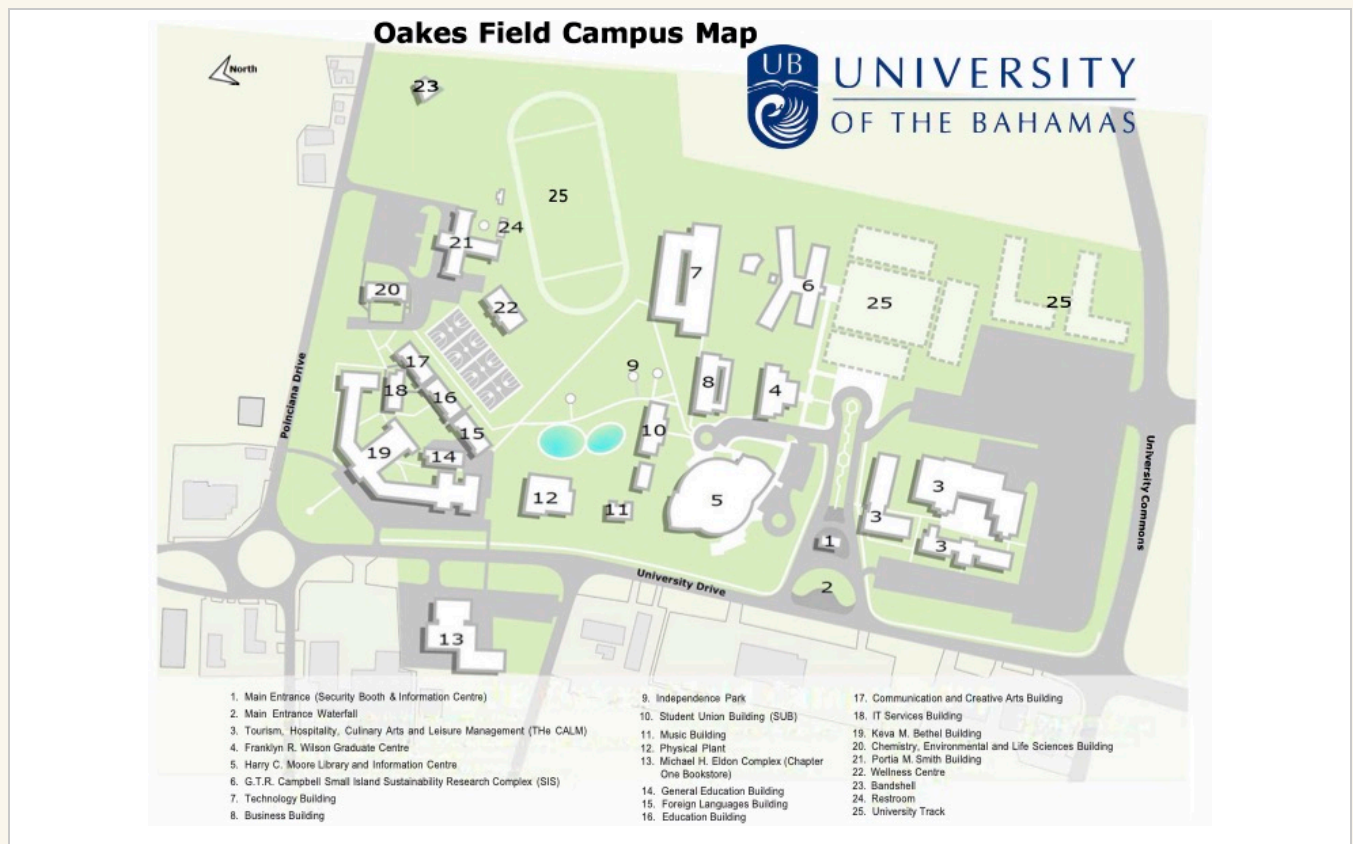 Oakes Field Campus Map
UB
UNIVERSITY
OF THE BAHAMAS
North
23
25
24
21
20
22
7
6
25
25
17
18
16
15
19
14
9
8
4
10
12
11
5
3
3
3
1
2
13
Poinciana Drive
University Drive
University Commons
1. Main Entrance (Security Booth & Information Centre)
2. Main Entrance Waterfall
3. Tourism, Hospitality, Culinary Arts and Leisure Management (THe CALM)
4. Franklyn R. Wilson Graduate Centre
5. Harry C. Moore Library and Information Centre
6. G.T.R. Campbell Small Island Sustainability Research Complex (SIS)
7. Technology Building
8. Business Building
9. Independence Park
10. Student Union Building (SUB)
11. Music Building
12. Physical Plant
13. Michael H. Eldon Complex (Chapter
One Bookstore)
14. General Education Building
15. Foreign Languages Building
16. Education Building
17. Communication and Creative Arts Building
18. IT Services Building
19. Keva M. Bethel Building
20. Chemistry, Environmental and Life Sciences Building
21. Portia M. Smith Building
22. Wellness Centre
23. Bandshell
24. Restroom
25. University Track